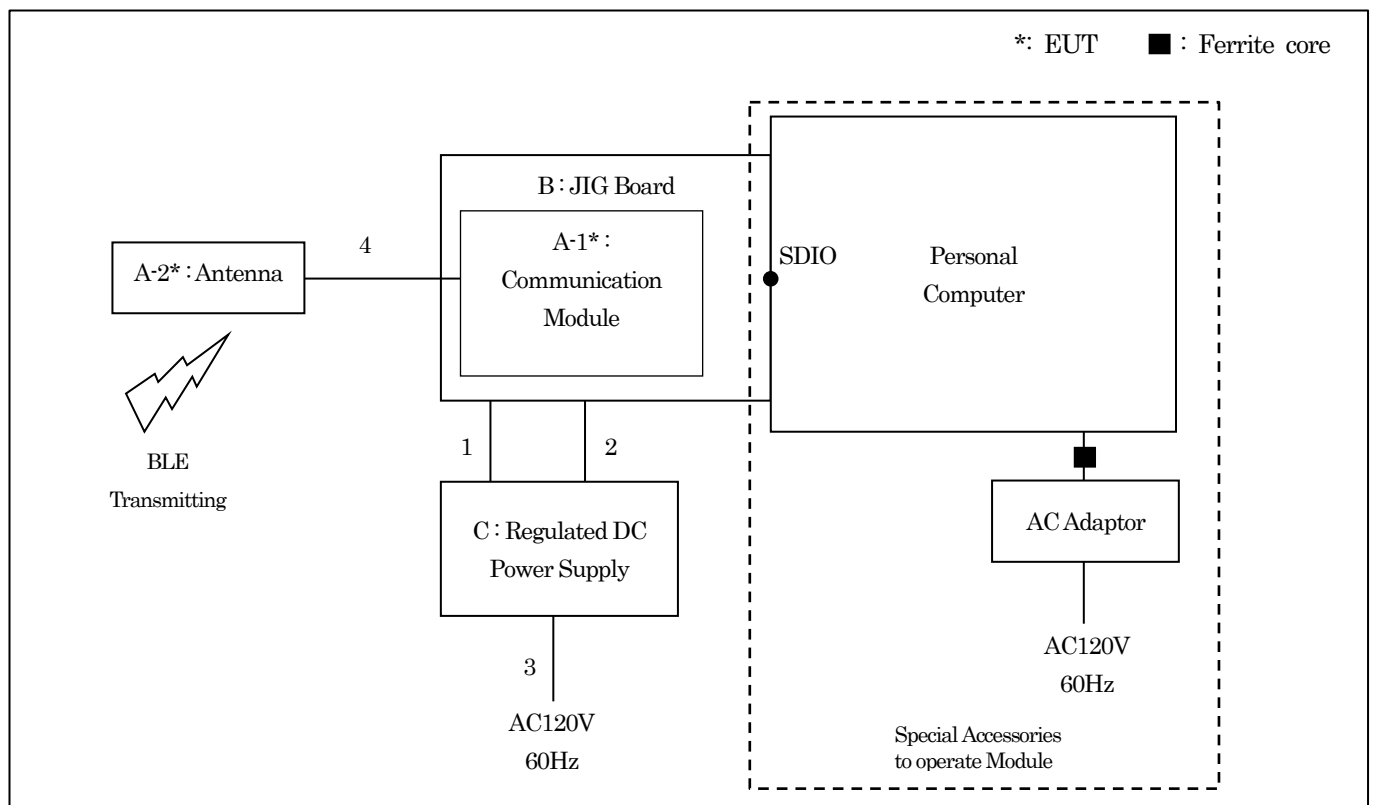 *: EUT ■ : Ferrite core
B : JIG Board
A-1* :
Communication
Module
4
A-2* : Antenna
SDIO
Personal
Computer
BLE
Transmitting
1
2
C : Regulated DC
Power Supply
AC Adaptor
3
AC120V
60Hz
AC120V
60Hz
Special Accessories
to operate Module